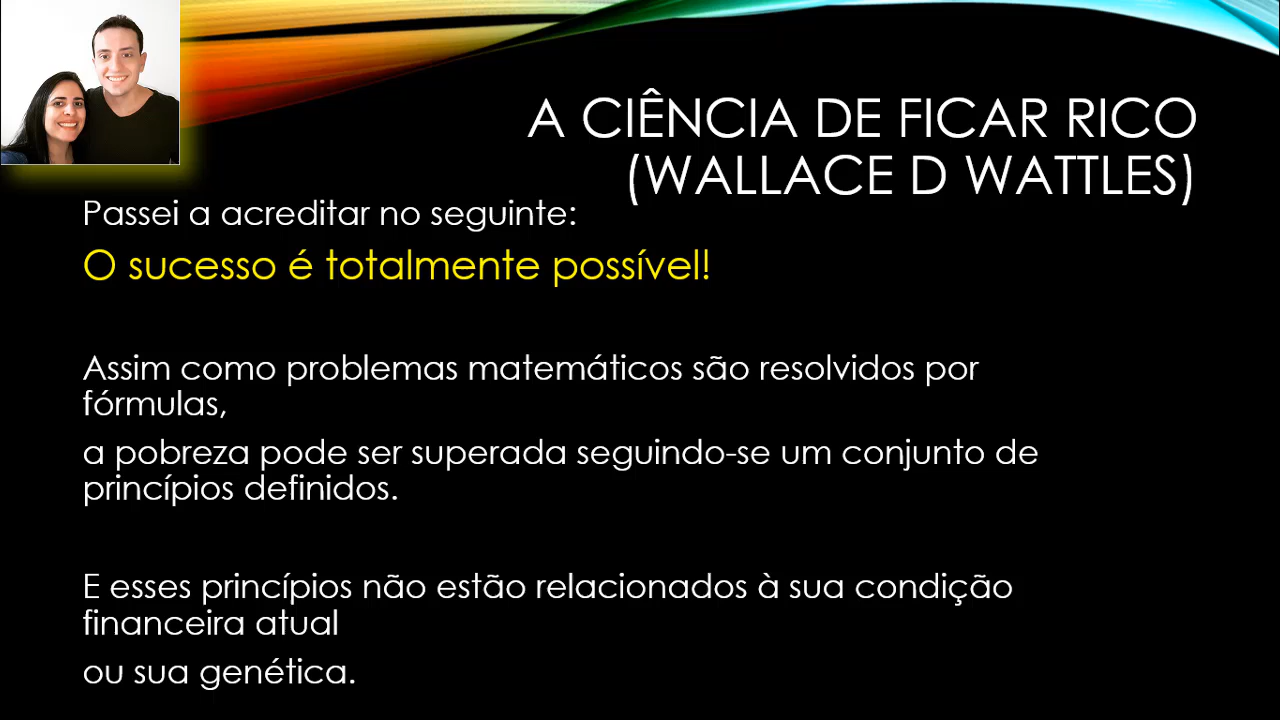 A CIÊNCIA DE FICAR RICO
(WALLACE D WATTLES)
Passei a acreditar no seguinte:
O sucesso é totalmente possível!
Assim como problemas matemáticos são resolvidos por
fórmulas,
a pobreza pode ser superada seguindo-se um conjunto de
princípios definidos.
E esses princípios não estão relacionados à sua condição
financeira atual
ou sua genética.